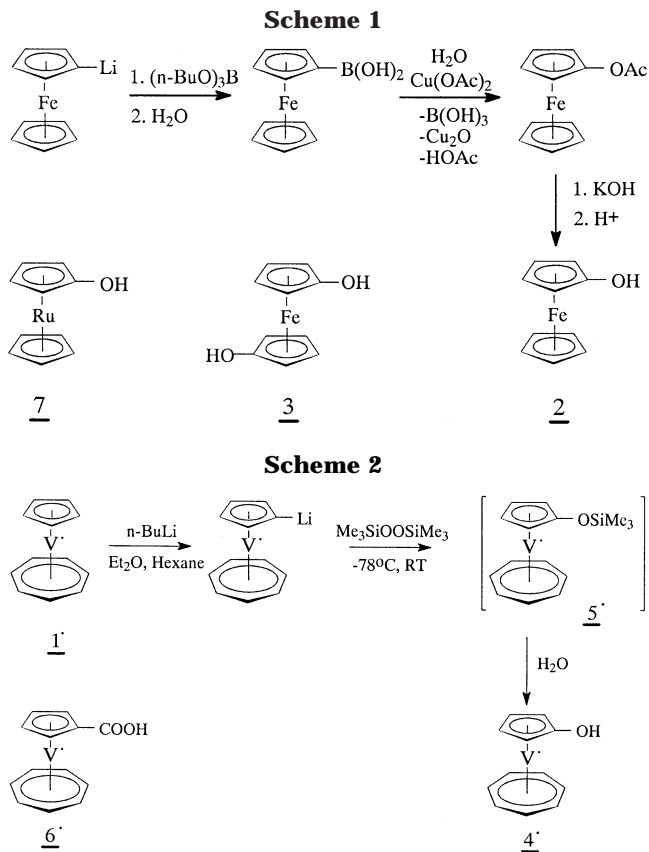 Scheme 1
Li
Fe
1. (n-BuO)3B
2. H2O
B(OH)2
Fe
H2O
Cu(OAc)2
-B(OH)3
-Cu2O
-HOAc
OAc
Fe
1. KOH
2. H+
OH
Ru
7
OH
Fe
HO
3
OH
Fe
2
Scheme 2
V·
1·
n-BuLi
Et2O, Hexane
Li
V·
Me3SiOOSiMe3
-78ºC, RT
OSiMe3
V·
5·
H2O
COOH
V·
6·
OH
V·
4·